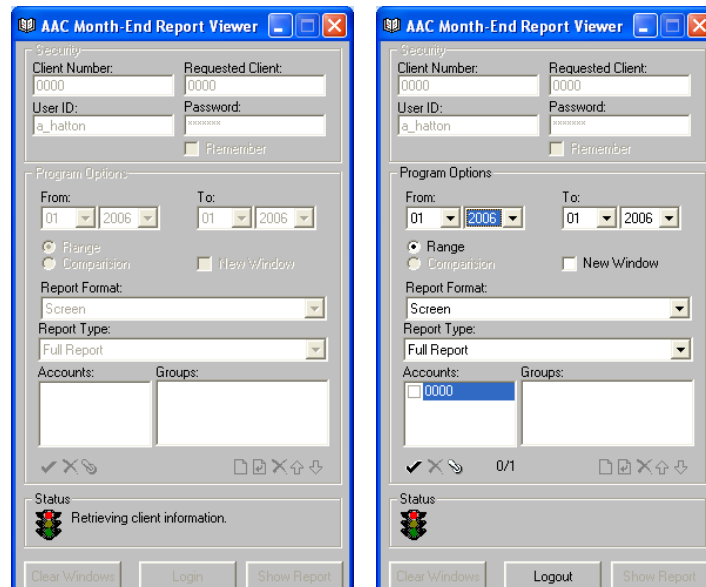 AAC Month-End Report Viewer
Security
Client Number: Requested Client:
0000 0000
User ID: Password:
a_hatton xxxxxxx
Remember
Program Options
From: To:
01 2006 01 2006
Range
Comparision New Window
Report Format:
Screen
Report Type:
Full Report
Accounts: Groups:
Status
Retrieving client information.
Clear Windows Login Show Report
AAC Month-End Report Viewer
Security
Client Number: Requested Client:
0000 0000
User ID: Password:
a_hatton xxxxxxx
Remember
Program Options
From: To:
01 2006 01 2006
Range
Comparision New Window
Report Format:
Screen
Report Type:
Full Report
Accounts: Groups:
0000
0/1
Status
Clear Windows Logout Show Report